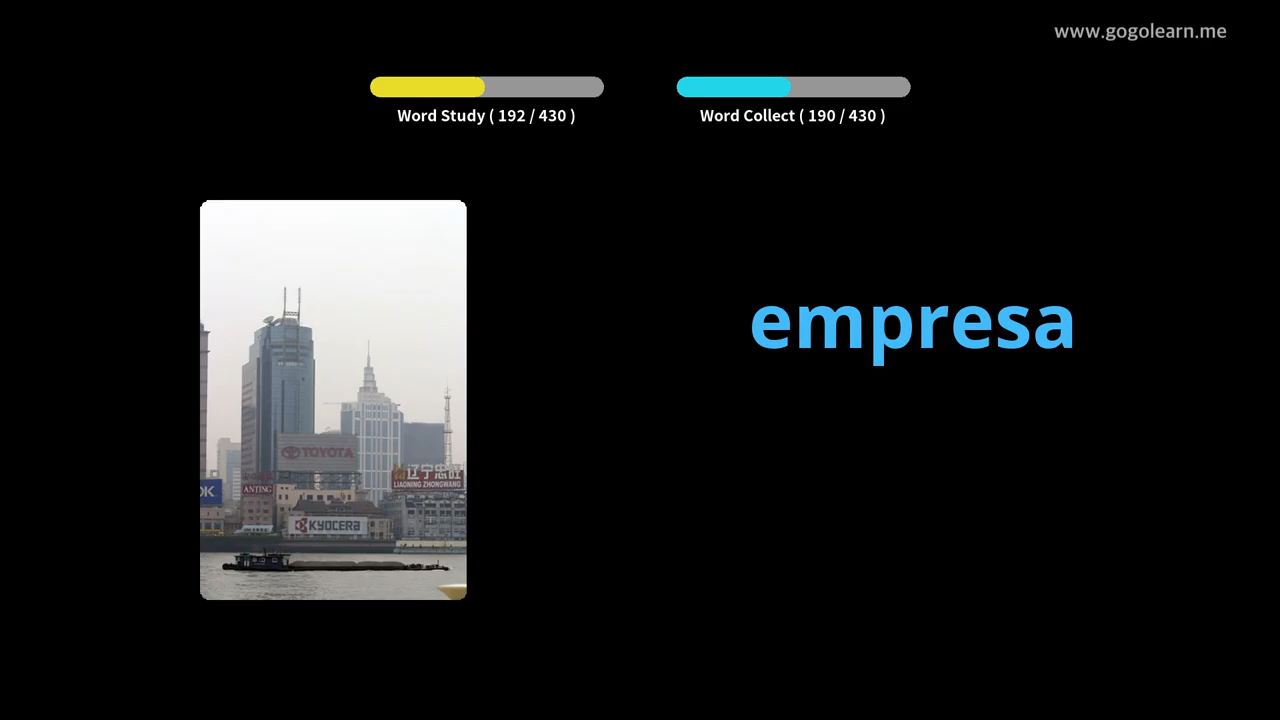 www.gogolearn.me
Word Study ( 192 / 430 )
Word Collect ( 190 / 430 )
empresa
TOYOTA
辽宁忠旺
LIAONING ZHONGWANG
OK
ANTING
KYOCERA